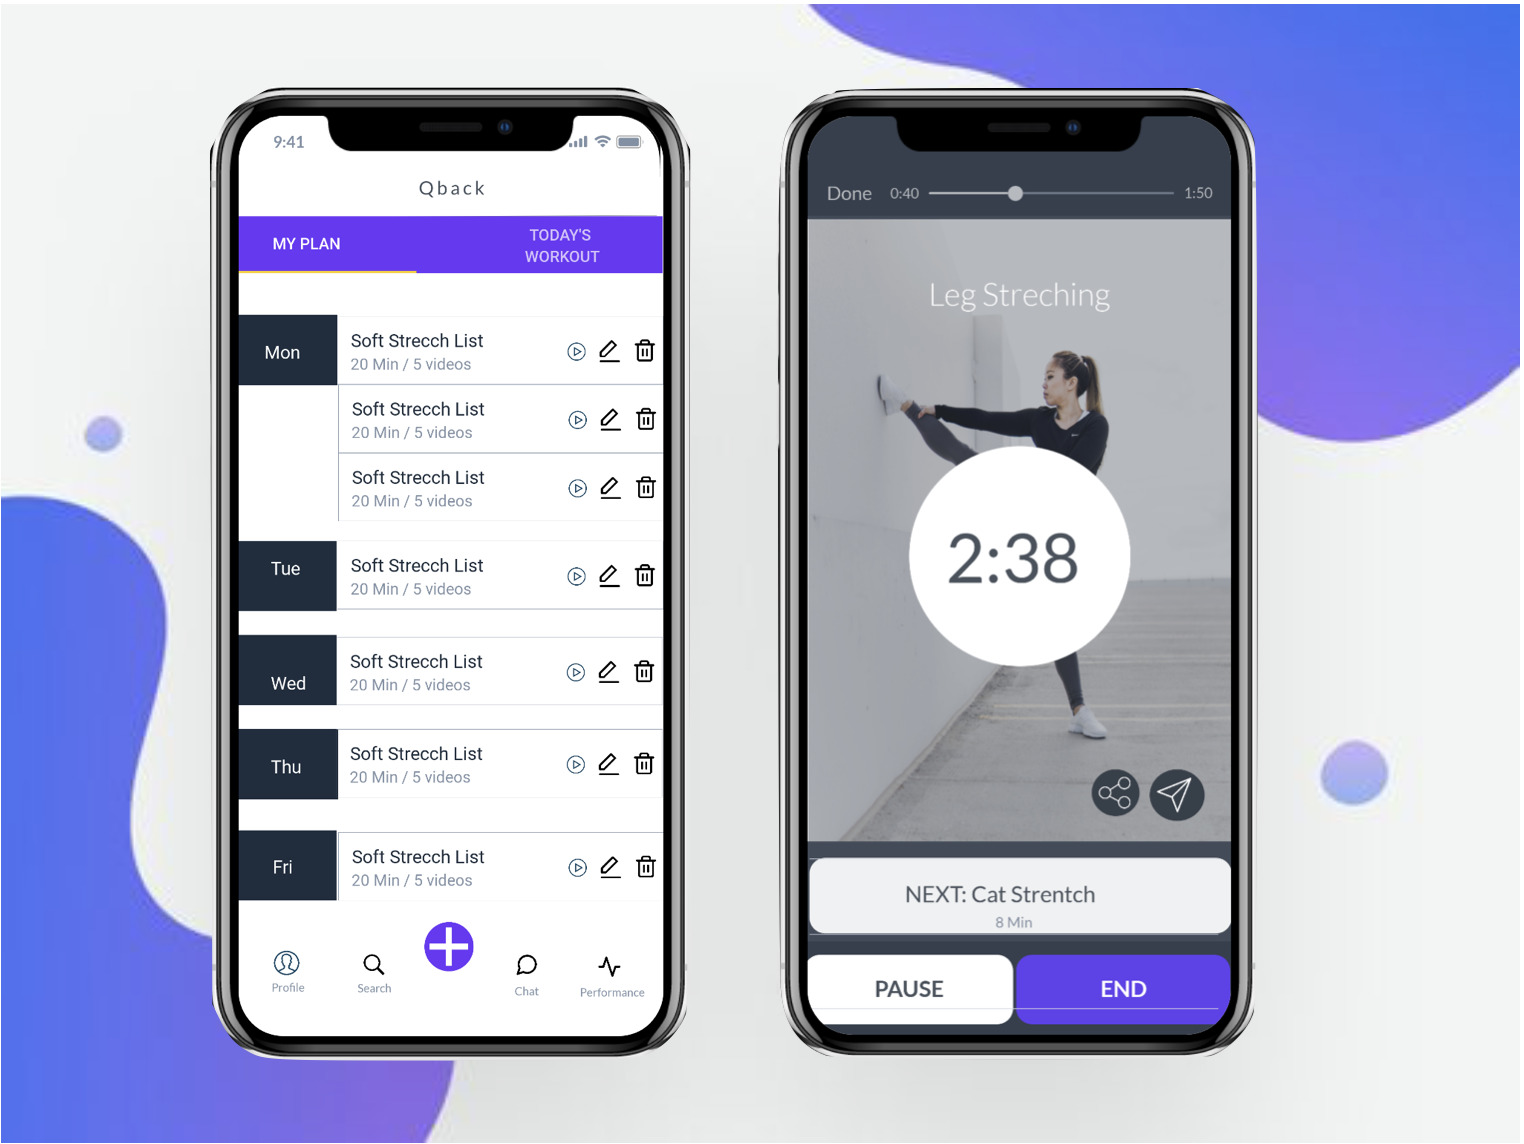 9:41
Qback
MY PLAN
TODAY'S
WORKOUT
Mon
Soft Strecch List
20 Min / 5 videos
Soft Strecch List
20 Min / 5 videos
Soft Strecch List
20 Min / 5 videos
Tue
Soft Strecch List
20 Min / 5 videos
Wed
Soft Strecch List
20 Min / 5 videos
Thu
Soft Strecch List
20 Min / 5 videos
Fri
Soft Strecch List
20 Min / 5 videos
Profile
Search
Chat
Performance
Done 0:40 1:50
Leg Streching
2:38
NEXT: Cat Strentch
8 Min
PAUSE
END